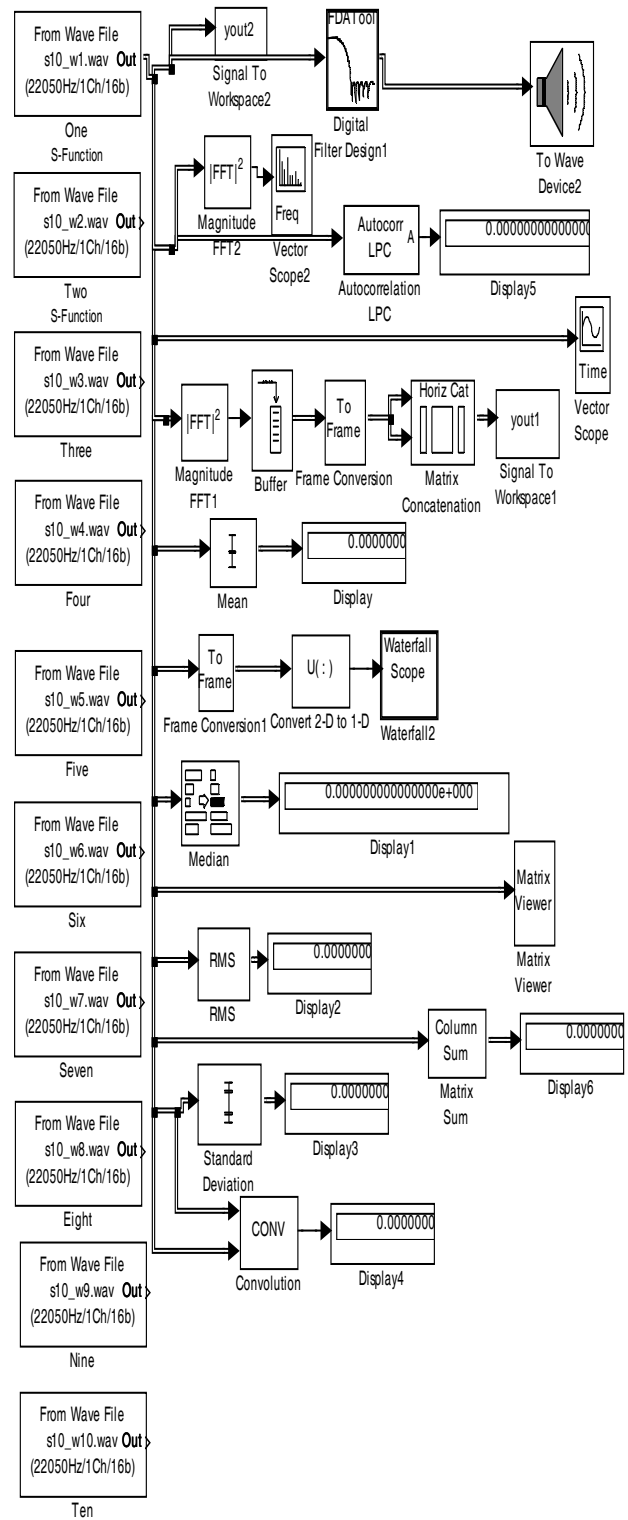 From Wave File
s10_w1.wav Out
(22050Hz/1Ch/16b)
One
S-Function
yout2
Signal To
Workspace2
FDATool
Digital
Filter Design1
To Wave
Device2
From Wave File
s10_w2.wav Out
(22050Hz/1Ch/16b)
Two
S-Function
|FFT|2
Magnitude
FFT2
Freq
Vector
Scope2
Autocorr
LPC
A
Autocorrelation
LPC
0.00000000000000
Display5
Time
Vector
Scope
From Wave File
s10_w3.wav Out
(22050Hz/1Ch/16b)
Three
|FFT|2
Magnitude
FFT1
Buffer
To
Frame
Frame Conversion
Horiz Cat
Matrix
Concatenation
yout1
Signal To
Workspace1
From Wave File
s10_w4.wav Out
(22050Hz/1Ch/16b)
Four
Mean
0.0000000
Display
From Wave File
s10_w5.wav Out
(22050Hz/1Ch/16b)
Five
To
Frame
Frame Conversion1
U( : )
Convert 2-D to 1-D
Waterfall
Scope
Waterfall2
From Wave File
s10_w6.wav Out
(22050Hz/1Ch/16b)
Six
Median
0.000000000000000e+000
Display1
Matrix
Viewer
Matrix
Viewer
From Wave File
s10_w7.wav Out
(22050Hz/1Ch/16b)
Seven
RMS
RMS
0.0000000
Display2
Column
Sum
Matrix
Sum
0.0000000
Display6
From Wave File
s10_w8.wav Out
(22050Hz/1Ch/16b)
Eight
Standard
Deviation
0.0000000
Display3
CONV
Convolution
0.0000000
Display4
From Wave File
s10_w9.wav Out
(22050Hz/1Ch/16b)
Nine
From Wave File
s10_w10.wav Out
(22050Hz/1Ch/16b)
Ten